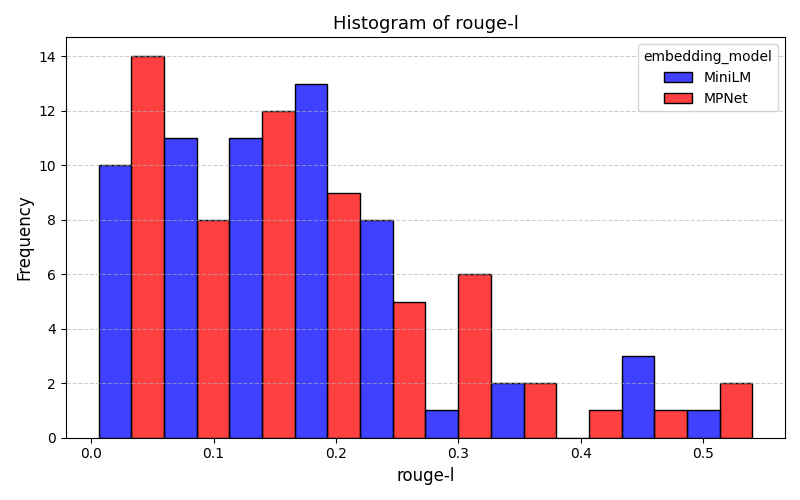 Histogram of rouge-l
embedding_model
MiniLM
MPNet
Frequency
14
12
10
8
6
4
2
0
0.0 0.1 0.2 0.3 0.4 0.5
rouge-l